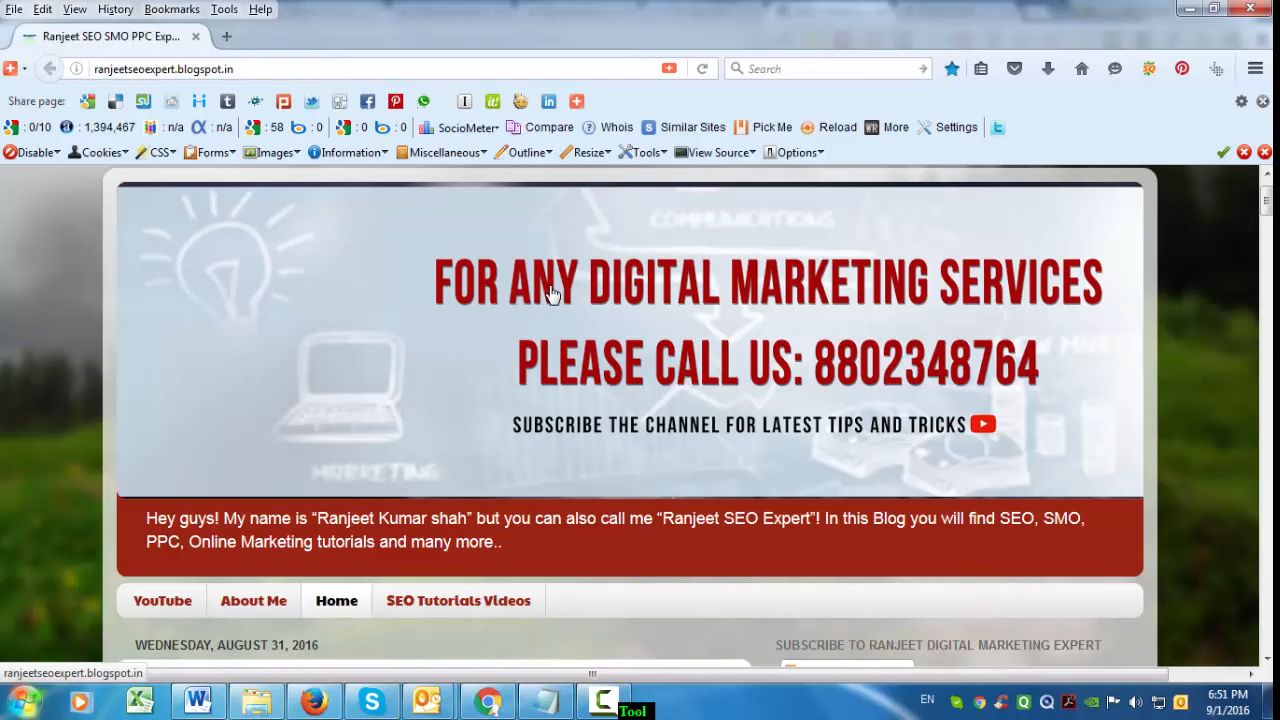 File Edit View History Bookmarks Tools Help
Ranjeet SEO SMO PPC Exp...
ranjeetseoexpert.blogspot.in
Search
Share page:
: 0/10 : 1,394,467 : n/a : n/a : 58 : 0 : 0 : 0 SocioMeter Compare Whois Similar Sites Pick Me Reload More Settings
Disable Cookies CSS Forms Images Information Miscellaneous Outline Resize Tools View Source Options
COMMUNICATIONS
FOR ANY DIGITAL MARKETING SERVICES
PLEASE CALL US: 8802348764
SUBSCRIBE THE CHANNEL FOR LATEST TIPS AND TRICKS
MARKETING
Hey guys! My name is “Ranjeet Kumar shah” but you can also call me “Ranjeet SEO Expert”! In this Blog you will find SEO, SMO,
PPC, Online Marketing tutorials and many more..
YouTube About Me Home SEO Tutorials Videos
WEDNESDAY, AUGUST 31, 2016
SUBSCRIBE TO RANJEET DIGITAL MARKETING EXPERT
ranjeetseoexpert.blogspot.in
Tool
EN
6:51 PM
9/1/2016